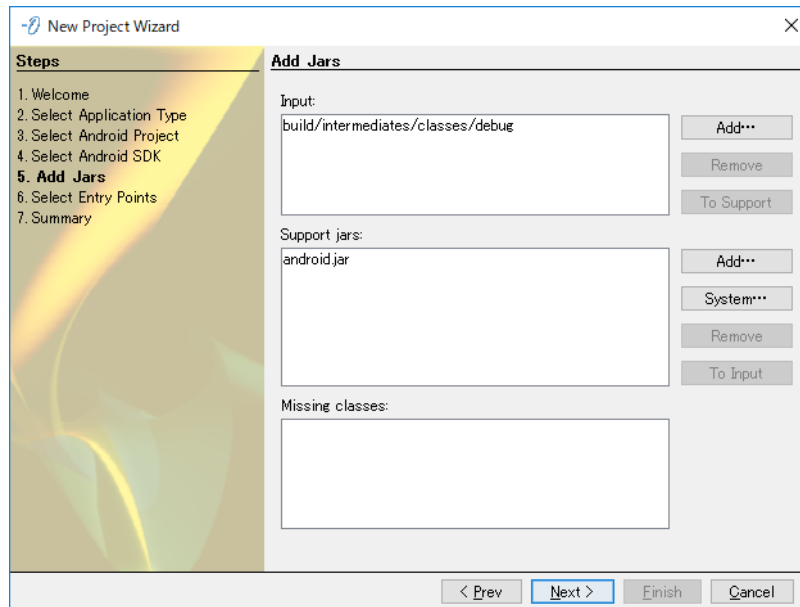 New Project Wizard
Steps
1. Welcome
2. Select Application Type
3. Select Android Project
4. Select Android SDK
5. Add Jars
6. Select Entry Points
7. Summary
Add Jars
Input:
build/intermediates/classes/debug
Add…
Remove
To Support
Support jars:
android.jar
Add…
System…
Remove
To Input
Missing classes:
< Prev
Next >
Finish
Cancel